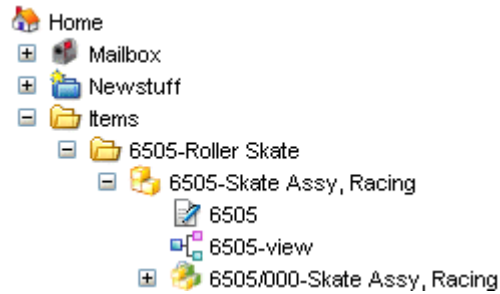 Home
Mailbox
Newstuff
Items
6505-Roller Skate
6505-Skate Assy, Racing
6505
6505-view
6505/000-Skate Assy, Racing